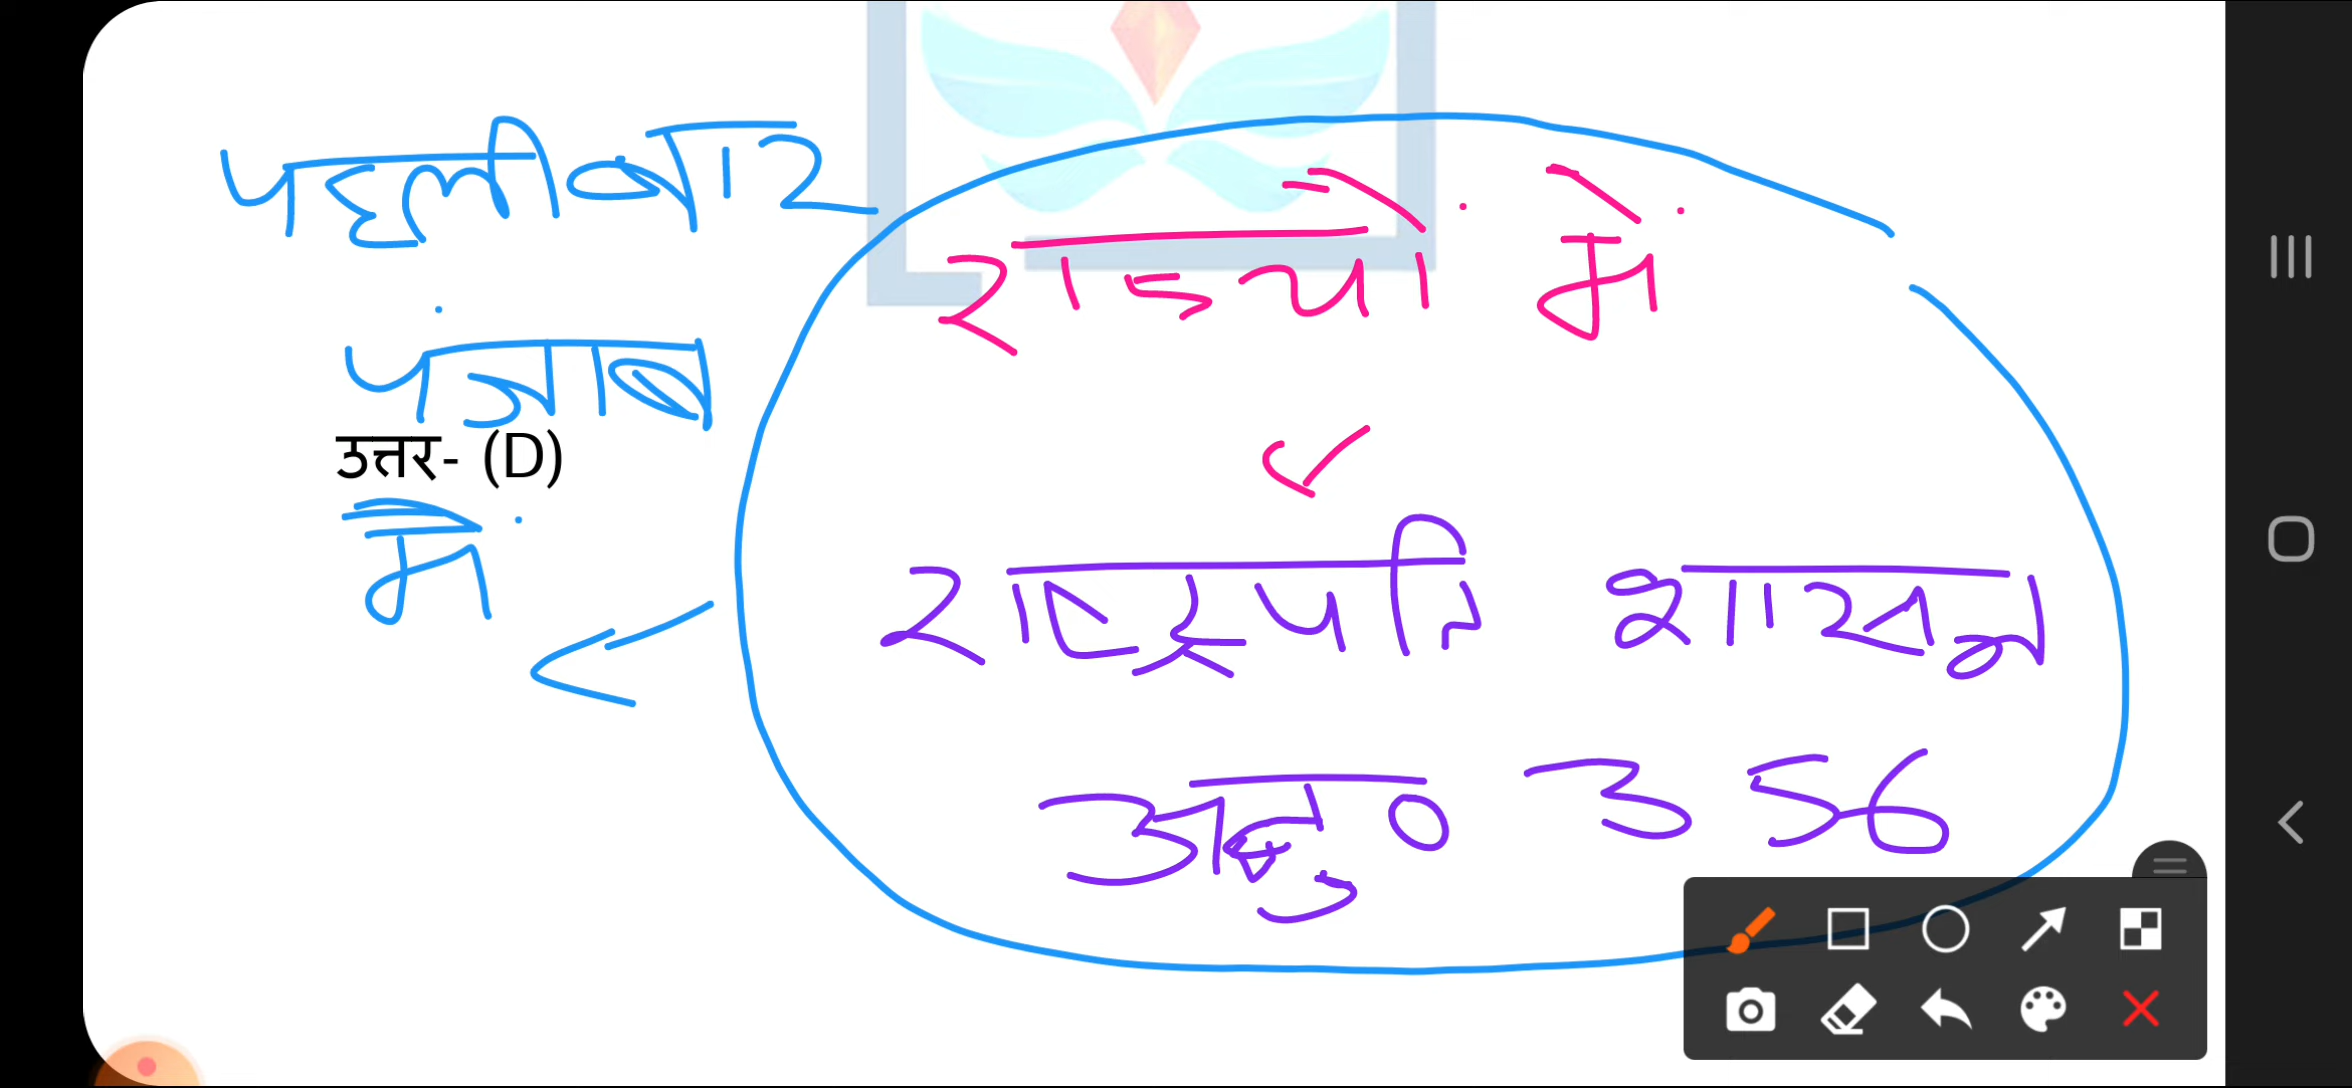 पहली बार
पंजाब
उत्तर- (D)
में
राज्यों में
राष्ट्रपति शासन
अनु० 356